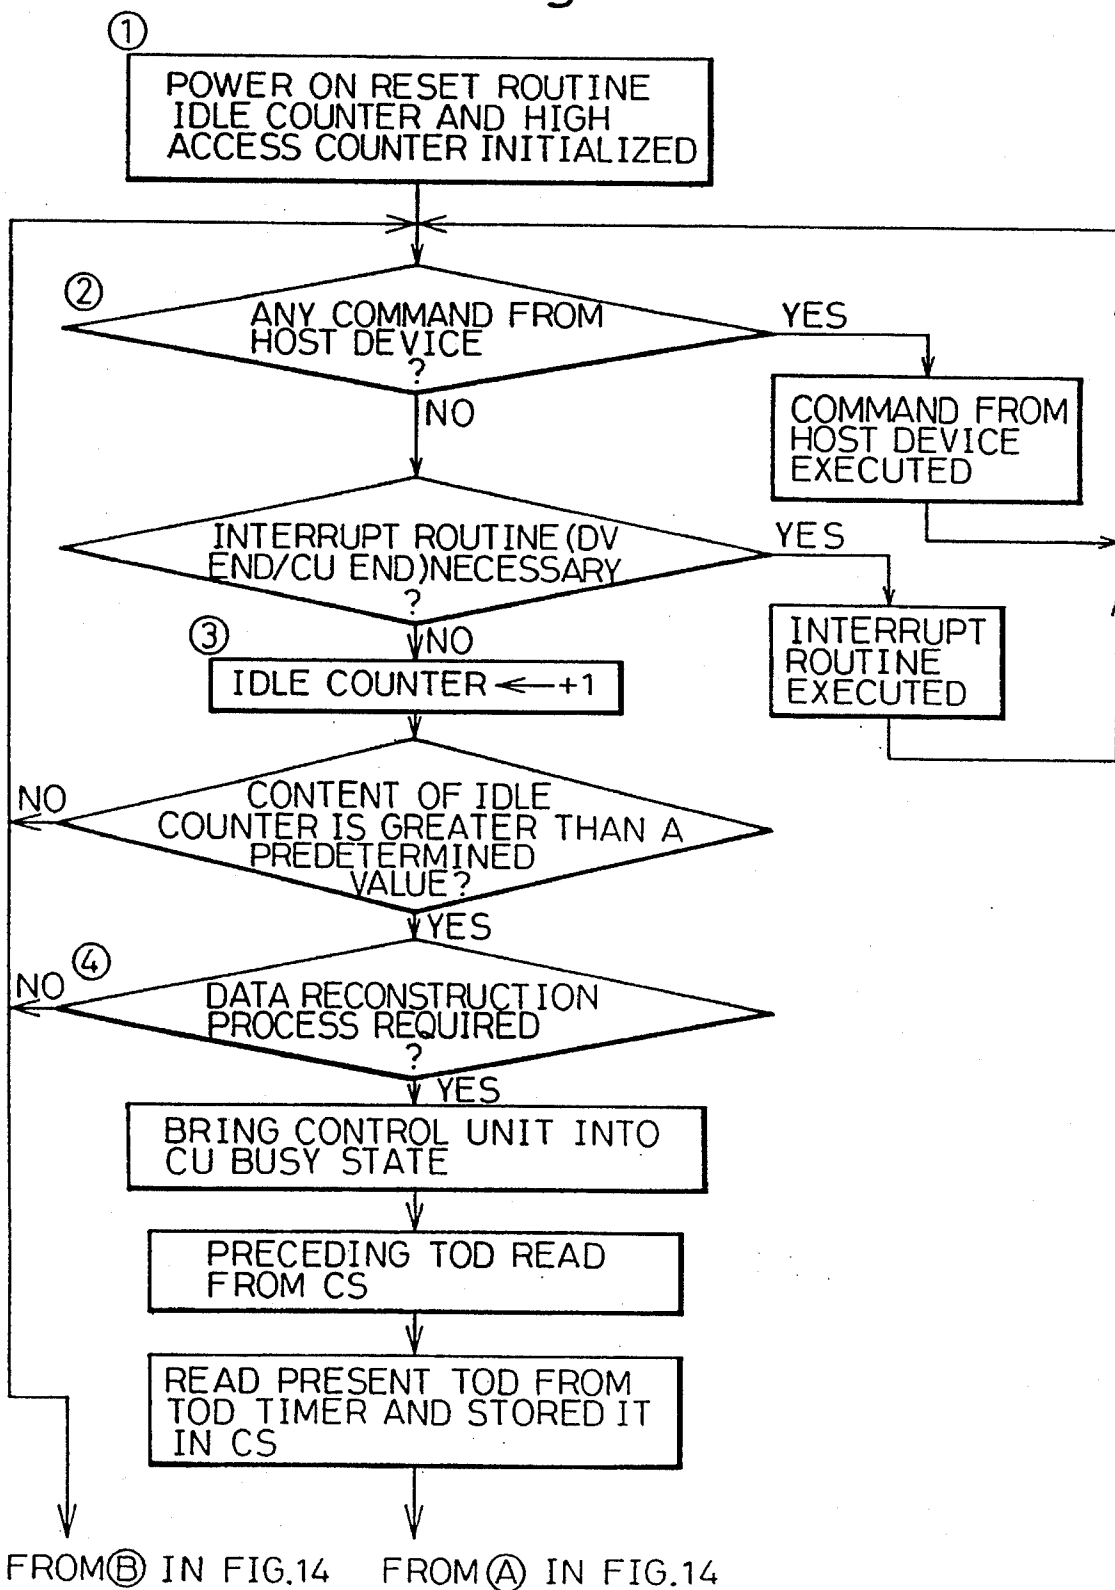 ①
POWER ON RESET ROUTINE
IDLE COUNTER AND HIGH
ACCESS COUNTER INITIALIZED
②
ANY COMMAND FROM
HOST DEVICE
?
YES
NO
COMMAND FROM
HOST DEVICE
EXECUTED
INTERRUPT ROUTINE (DV
END/CU END) NECESSARY
?
YES
NO
INTERRUPT
ROUTINE
EXECUTED
③
IDLE COUNTER ← +1
CONTENT OF IDLE
COUNTER IS GREATER THAN A
PREDETERMINED
VALUE?
NO
YES
④
DATA RECONSTRUCTION
PROCESS REQUIRED
?
NO
YES
BRING CONTROL UNIT INTO
CU BUSY STATE
PRECEDING TOD READ
FROM CS
READ PRESENT TOD FROM
TOD TIMER AND STORED IT
IN CS
FROM Ⓑ IN FIG.14
FROM Ⓐ IN FIG.14